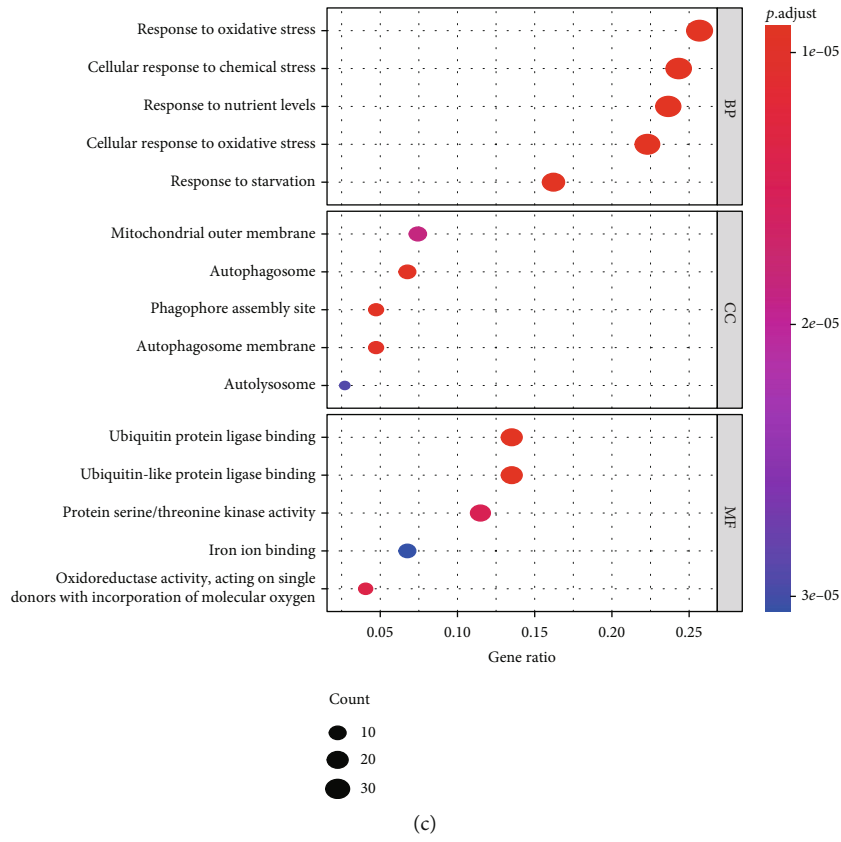 Response to oxidative stress
Cellular response to chemical stress
Response to nutrient levels
Cellular response to oxidative stress
Response to starvation
BP
Mitochondrial outer membrane
Autophagosome
Phagophore assembly site
Autophagosome membrane
Autolysosome
CC
Ubiquitin protein ligase binding
Ubiquitin-like protein ligase binding
Protein serine/threonine kinase activity
Iron ion binding
Oxidoreductase activity, acting on single
donors with incorporation of molecular oxygen
MF
0.05 0.10 0.15 0.20 0.25
Gene ratio
p.adjust
1e–05
2e–05
3e–05
Count
10
20
30
(c)